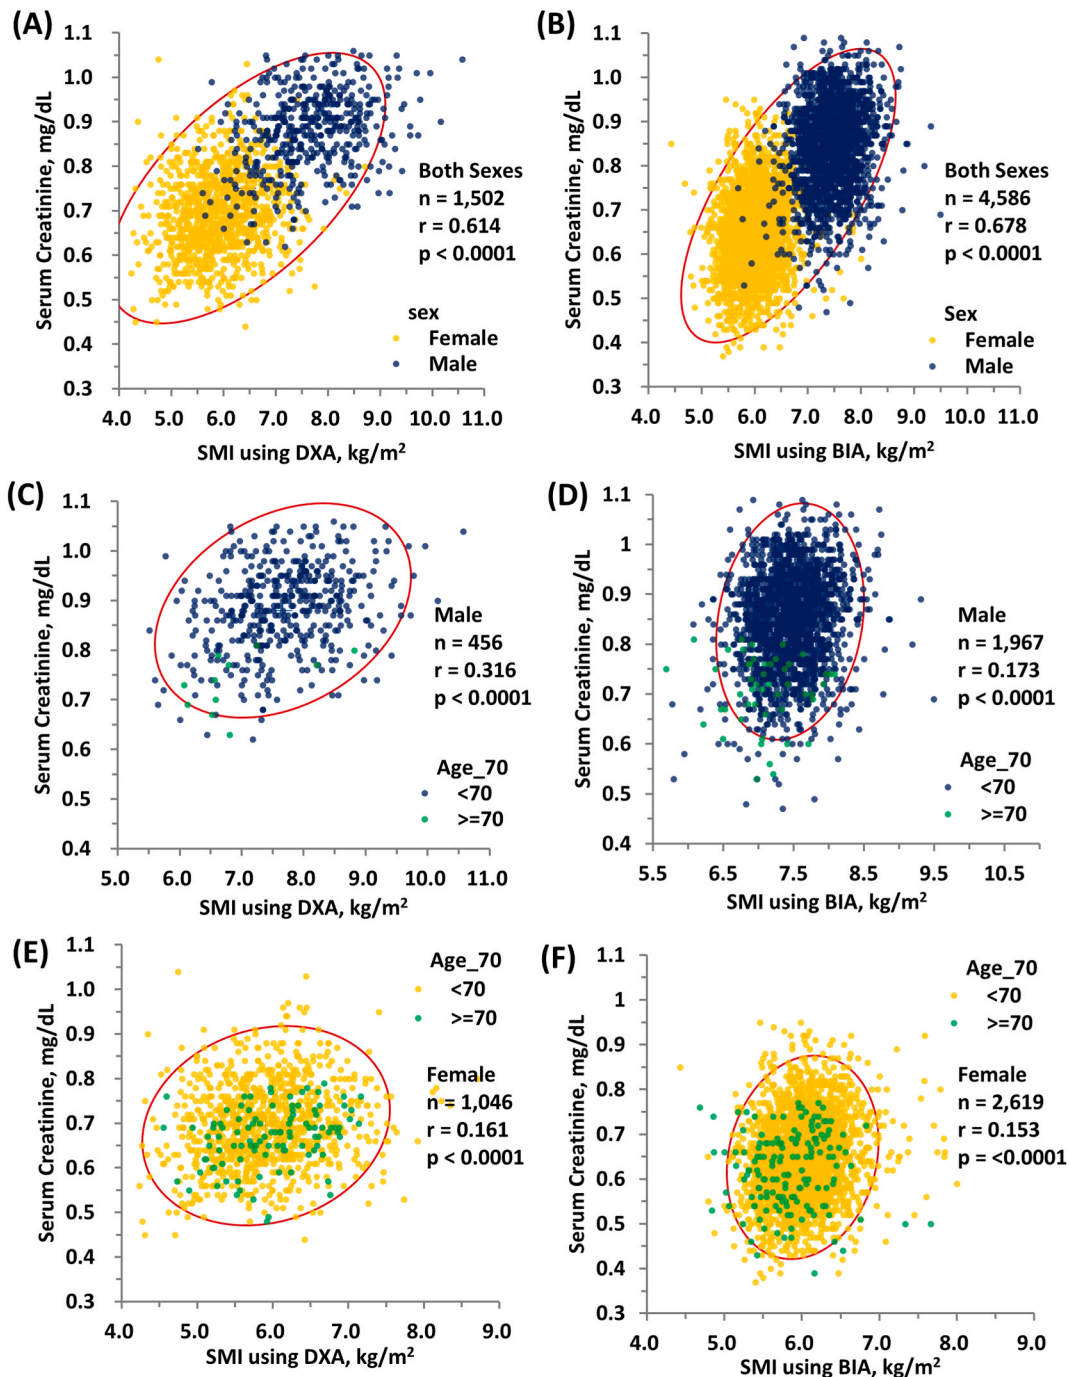 (A)
1.1
1.0
0.9
0.8
0.7
0.6
0.5
0.4
0.3
Serum Creatinine, mg/dL
Both Sexes
n = 1,502
r = 0.614
p < 0.0001
sex
Female
Male
4.0 5.0 6.0 7.0 8.0 9.0 10.0 11.0
SMI using DXA, kg/m²
(B)
1.1
1.0
0.9
0.8
0.7
0.6
0.5
0.4
0.3
Serum Creatinine, mg/dL
Both Sexes
n = 4,586
r = 0.678
p < 0.0001
Sex
Female
Male
4.0 5.0 6.0 7.0 8.0 9.0 10.0 11.0
SMI using BIA, kg/m²
(C)
1.1
1.0
0.9
0.8
0.7
0.6
0.5
0.4
Serum Creatinine, mg/dL
Male
n = 456
r = 0.316
p < 0.0001
Age_70
<70
>=70
5.0 6.0 7.0 8.0 9.0 10.0 11.0
SMI using DXA, kg/m²
(D)
1.1
1
0.9
0.8
0.7
0.6
0.5
0.4
Serum Creatinine, mg/dL
Male
n = 1,967
r = 0.173
p < 0.0001
Age_70
<70
>=70
5.5 6.5 7.5 8.5 9.5 10.5
SMI using BIA, kg/m²
(E)
1.1
1.0
0.9
0.8
0.7
0.6
0.5
0.4
0.3
Serum Creatinine, mg/dL
Age_70
<70
>=70
Female
n = 1,046
r = 0.161
p < 0.0001
4.0 5.0 6.0 7.0 8.0 9.0
SMI using DXA, kg/m²
(F)
1.1
1
0.9
0.8
0.7
0.6
0.5
0.4
0.3
Serum Creatinine, mg/dL
Age_70
<70
>=70
Female
n = 2,619
r = 0.153
p = <0.0001
4.0 5.0 6.0 7.0 8.0 9.0
SMI using BIA, kg/m²